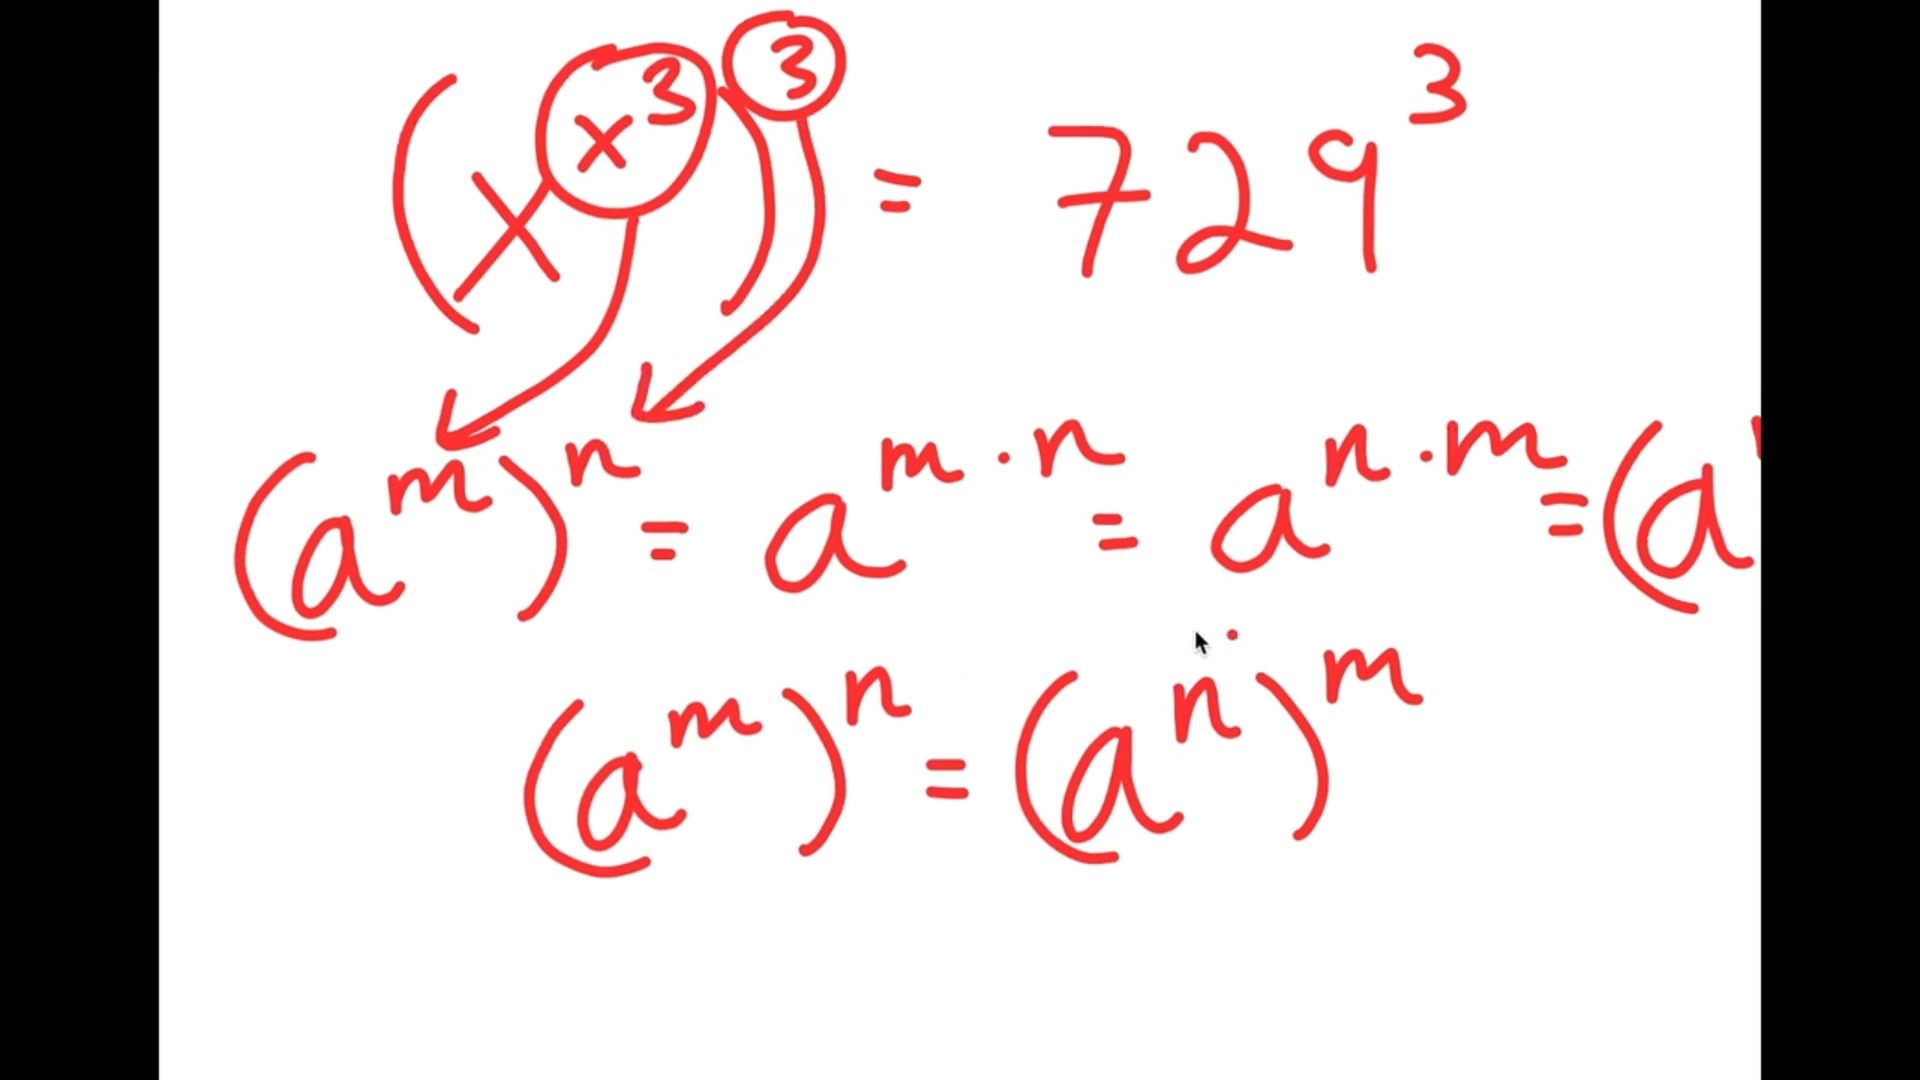 (x^x^3)^3 = 729^3
(a^m)^n = a^m·n = a^n·m = (a
(a^m)^n = (a^n)^m